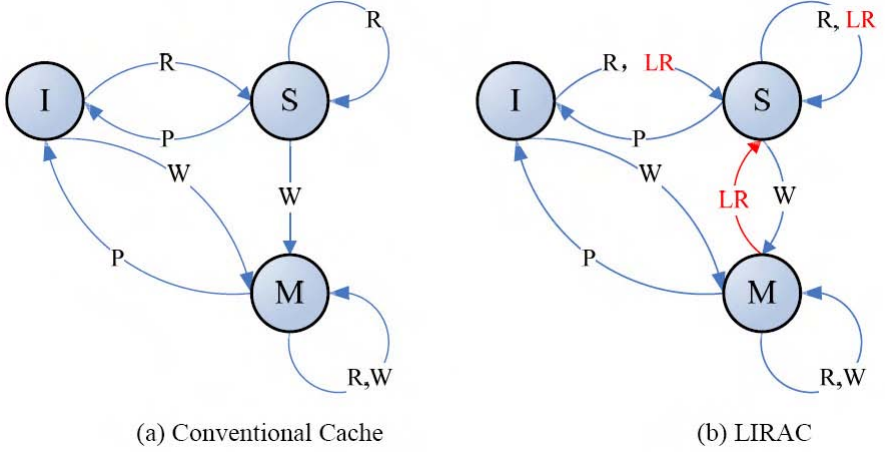 R
R
I
S
P
W
W
P
M
R,W
(a) Conventional Cache
R, LR
R, LR
I
S
P
W
LR
W
P
M
R,W
(b) LIRAC